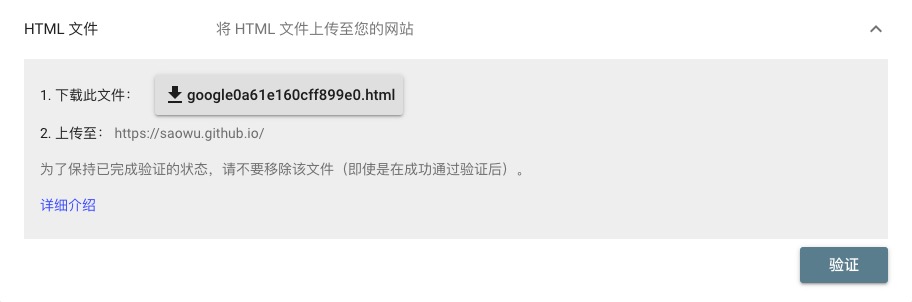 HTML 文件 将 HTML 文件上传至您的网站
1. 下载此文件： google0a61e160cff899e0.html
2. 上传至： https://saowu.github.io/
为了保持已完成验证的状态，请不要移除该文件（即使是在成功通过验证后）。
详细介绍
验证